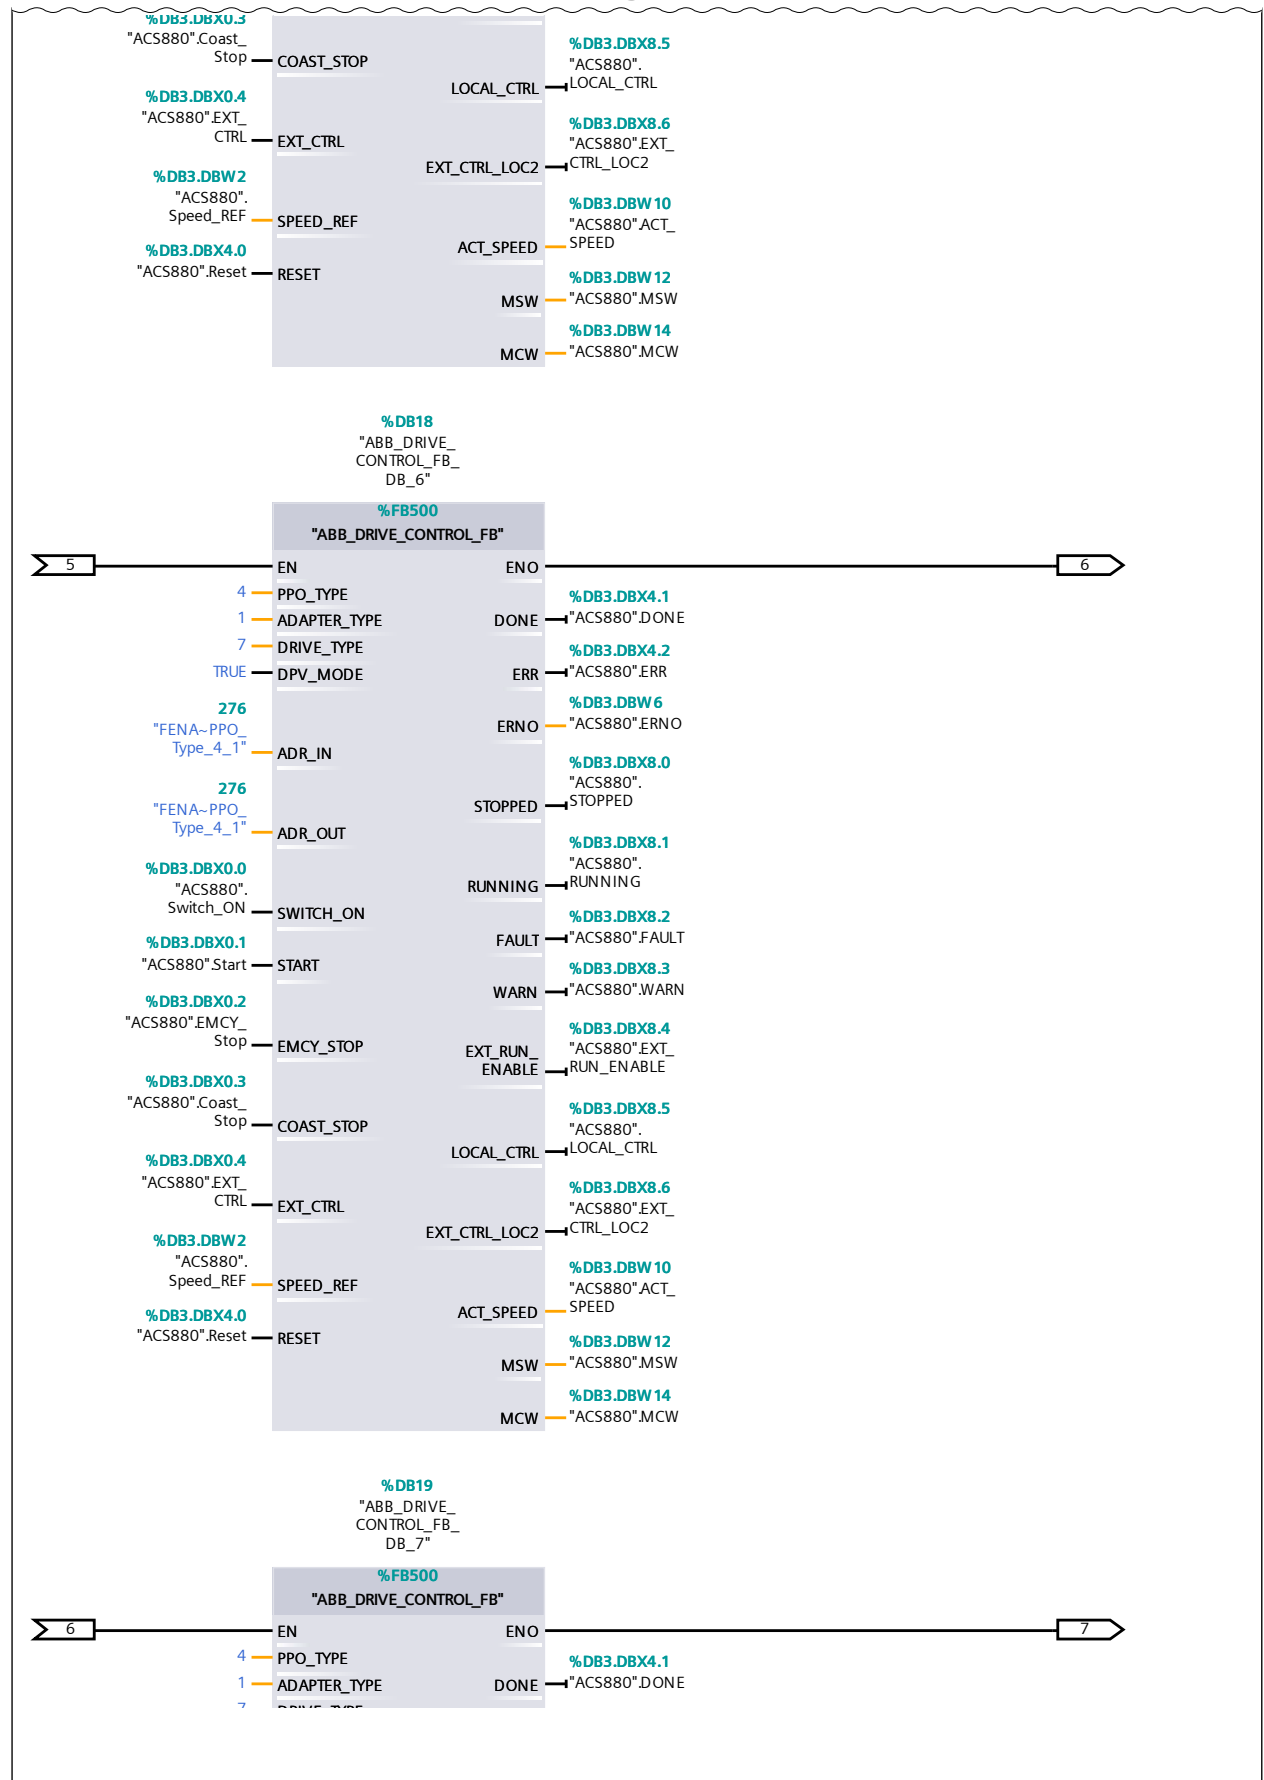 %DB3.DBX0.3
"ACS880".Coast_
Stop
COAST_STOP
%DB3.DBX8.5
"ACS880".
LOCAL_CTRL
LOCAL_CTRL
%DB3.DBX0.4
"ACS880".EXT_
CTRL
EXT_CTRL
%DB3.DBX8.6
"ACS880".EXT_
CTRL_LOC2
EXT_CTRL_LOC2
%DB3.DBW2
"ACS880".
Speed_REF
SPEED_REF
%DB3.DBW10
"ACS880".ACT_
SPEED
ACT_SPEED
%DB3.DBX4.0
"ACS880".Reset
RESET
%DB3.DBW12
"ACS880".MSW
MSW
%DB3.DBW14
"ACS880".MCW
MCW
%DB18
"ABB_DRIVE_
CONTROL_FB_
DB_6"
%FB500
"ABB_DRIVE_CONTROL_FB"
5
EN
ENO
6
4
PPO_TYPE
1
ADAPTER_TYPE
7
DRIVE_TYPE
TRUE
DPV_MODE
276
"FENA~PPO_
Type_4_1"
ADR_IN
276
"FENA~PPO_
Type_4_1"
ADR_OUT
%DB3.DBX0.0
"ACS880".
Switch_ON
SWITCH_ON
%DB3.DBX0.1
"ACS880".Start
START
%DB3.DBX0.2
"ACS880".EMCY_
Stop
EMCY_STOP
%DB3.DBX0.3
"ACS880".Coast_
Stop
COAST_STOP
%DB3.DBX0.4
"ACS880".EXT_
CTRL
EXT_CTRL
%DB3.DBW2
"ACS880".
Speed_REF
SPEED_REF
%DB3.DBX4.0
"ACS880".Reset
RESET
%DB3.DBX4.1
DONE
"ACS880".DONE
%DB3.DBX4.2
ERR
"ACS880".ERR
%DB3.DBW6
ERNO
"ACS880".ERNO
%DB3.DBX8.0
"ACS880".
STOPPED
STOPPED
%DB3.DBX8.1
"ACS880".
RUNNING
RUNNING
%DB3.DBX8.2
FAULT
"ACS880".FAULT
%DB3.DBX8.3
WARN
"ACS880".WARN
%DB3.DBX8.4
EXT_RUN_
ENABLE
"ACS880".EXT_
RUN_ENABLE
%DB3.DBX8.5
"ACS880".
LOCAL_CTRL
LOCAL_CTRL
%DB3.DBX8.6
"ACS880".EXT_
EXT_CTRL_LOC2
CTRL_LOC2
%DB3.DBW10
"ACS880".ACT_
ACT_SPEED
SPEED
%DB3.DBW12
MSW
"ACS880".MSW
%DB3.DBW14
MCW
"ACS880".MCW
%DB19
"ABB_DRIVE_
CONTROL_FB_
DB_7"
%FB500
"ABB_DRIVE_CONTROL_FB"
6
EN
ENO
7
4
PPO_TYPE
1
ADAPTER_TYPE
%DB3.DBX4.1
DONE
"ACS880".DONE
7
DRIVE_TYPE